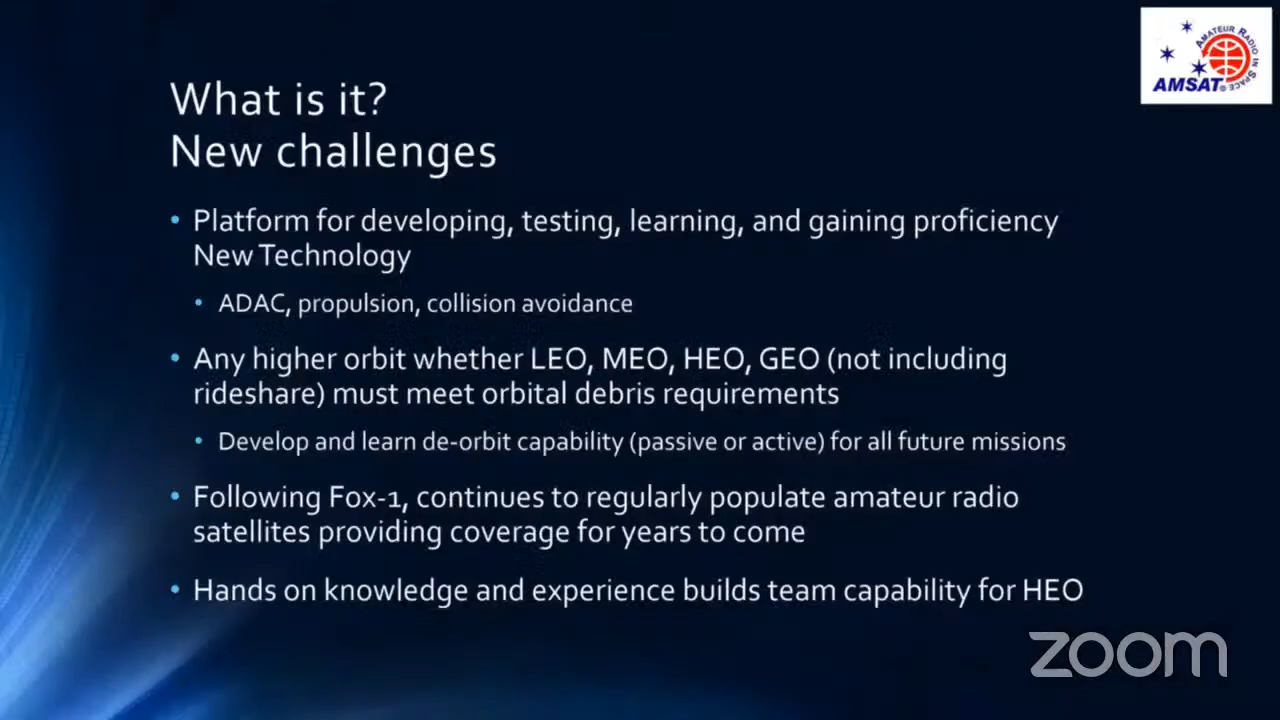 What is it?
New challenges
• Platform for developing, testing, learning, and gaining proficiency
New Technology
• ADAC, propulsion, collision avoidance
• Any higher orbit whether LEO, MEO, HEO, GEO (not including
rideshare) must meet orbital debris requirements
• Develop and learn de-orbit capability (passive or active) for all future missions
• Following Fox-1, continues to regularly populate amateur radio
satellites providing coverage for years to come
• Hands on knowledge and experience builds team capability for HEO
AMATEUR RADIO IN SPACE
AMSAT®
zoom